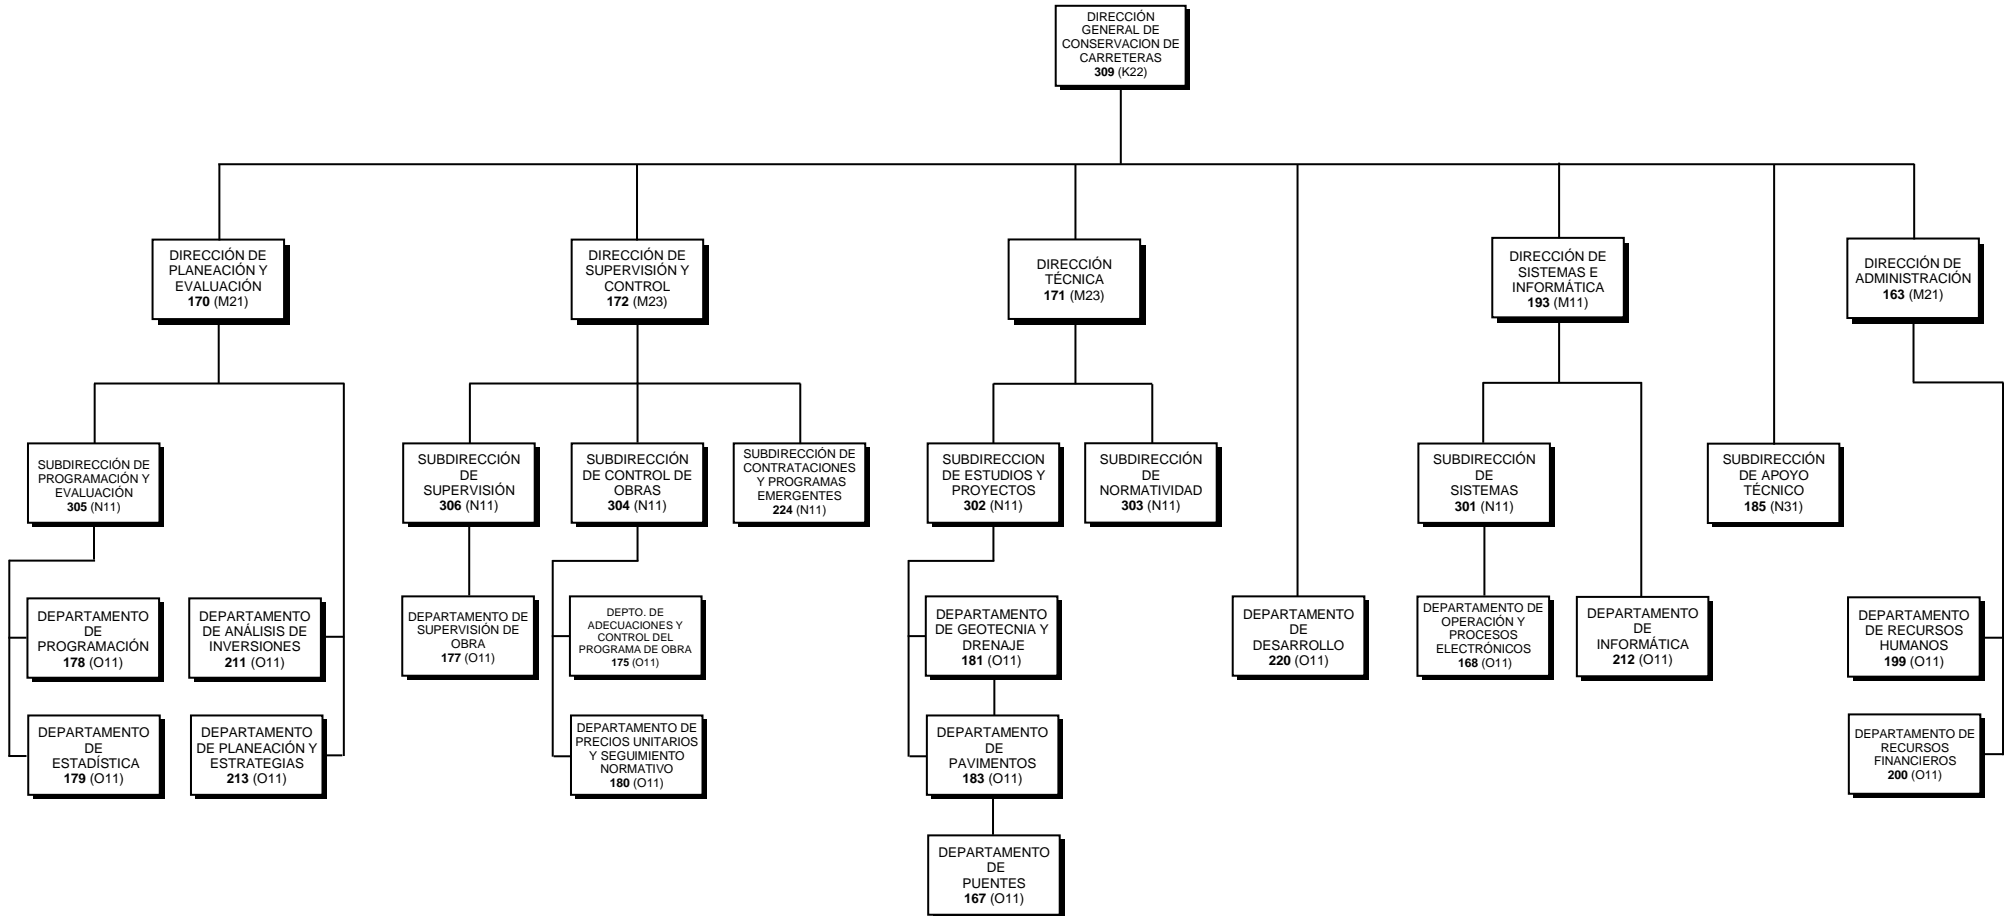 DIRECCIÓN
GENERAL DE
CONSERVACION DE
CARRETERAS
309 (K22)
DIRECCIÓN DE
PLANEACIÓN Y
EVALUACIÓN
170 (M21)
DIRECCIÓN DE
SUPERVISIÓN Y
CONTROL
172 (M23)
DIRECCIÓN
TÉCNICA
171 (M23)
DIRECCIÓN DE
SISTEMAS E
INFORMÁTICA
193 (M11)
DIRECCIÓN DE
ADMINISTRACIÓN
163 (M21)
SUBDIRECCIÓN DE
PROGRAMACIÓN Y
EVALUACIÓN
305 (N11)
SUBDIRECCIÓN
DE
SUPERVISIÓN
306 (N11)
SUBDIRECCIÓN
DE CONTROL DE
OBRAS
304 (N11)
SUBDIRECCIÓN DE
CONTRATACIONES
Y PROGRAMAS
EMERGENTES
224 (N11)
SUBDIRECCION
DE ESTUDIOS Y
PROYECTOS
302 (N11)
SUBDIRECCIÓN
DE
NORMATIVIDAD
303 (N11)
SUBDIRECCIÓN
DE
SISTEMAS
301 (N11)
SUBDIRECCIÓN
DE APOYO
TÉCNICO
185 (N31)
DEPARTAMENTO
DE
PROGRAMACIÓN
178 (O11)
DEPARTAMENTO
DE ANÁLISIS DE
INVERSIONES
211 (O11)
DEPARTAMENTO DE
SUPERVISIÓN DE
OBRA
177 (O11)
DEPTO. DE
ADECUACIONES Y
CONTROL DEL
PROGRAMA DE OBRA
175 (O11)
DEPARTAMENTO
DE GEOTECNIA Y
DRENAJE
181 (O11)
DEPARTAMENTO
DE
DESARROLLO
220 (O11)
DEPARTAMENTO DE
OPERACIÓN Y
PROCESOS
ELECTRÓNICOS
168 (O11)
DEPARTAMENTO
DE
INFORMÁTICA
212 (O11)
DEPARTAMENTO
DE RECURSOS
HUMANOS
199 (O11)
DEPARTAMENTO
DE
ESTADÍSTICA
179 (O11)
DEPARTAMENTO
DE PLANEACIÓN Y
ESTRATEGIAS
213 (O11)
DEPARTAMENTO DE
PRECIOS UNITARIOS
Y SEGUIMIENTO
NORMATIVO
180 (O11)
DEPARTAMENTO
DE
PAVIMENTOS
183 (O11)
DEPARTAMENTO DE
RECURSOS
FINANCIEROS
200 (O11)
DEPARTAMENTO
DE
PUENTES
167 (O11)